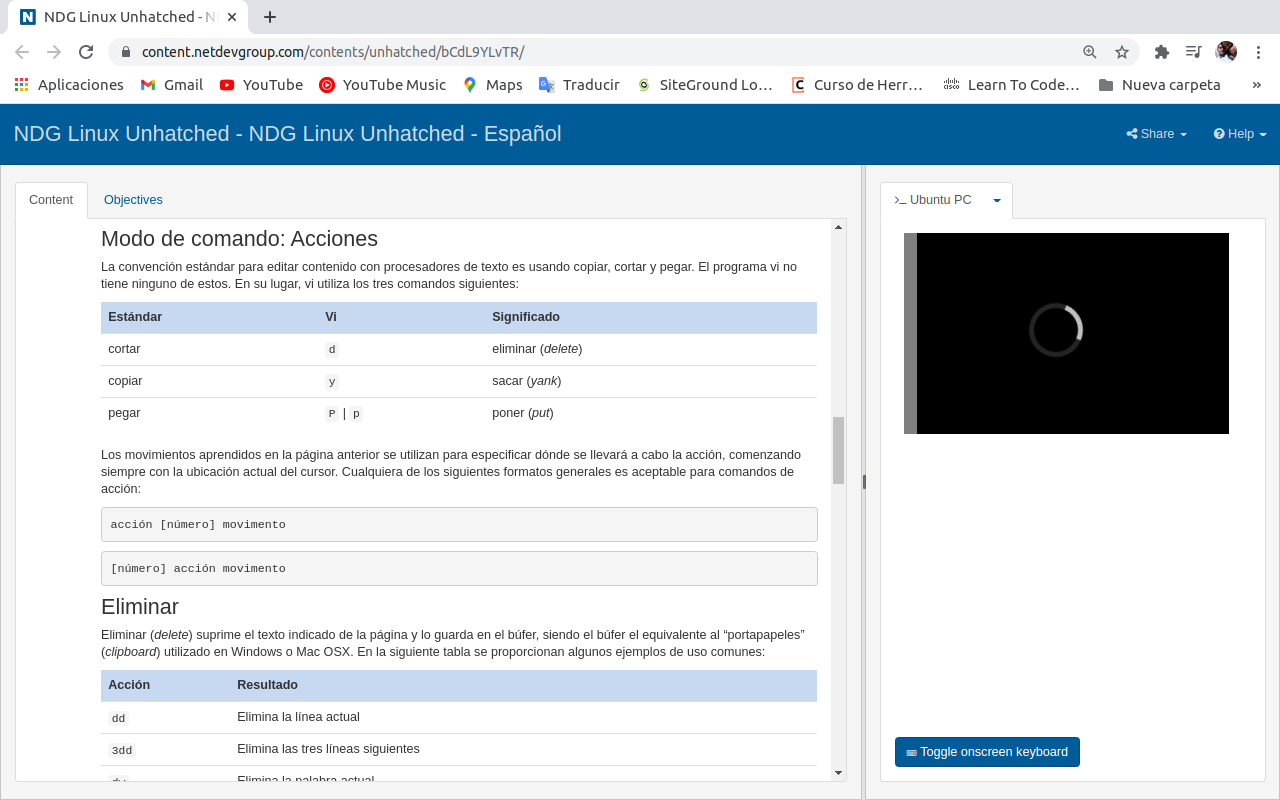 NDG Linux Unhatched - N
content.netdevgroup.com/contents/unhatched/bCdL9YLvTR/
Aplicaciones Gmail YouTube YouTube Music Maps Traducir SiteGround Lo… Curso de Herr… Learn To Code… Nueva carpeta »
NDG Linux Unhatched - NDG Linux Unhatched - Español
Share Help
Content Objectives
Ubuntu PC
Modo de comando: Acciones
La convención estándar para editar contenido con procesadores de texto es usando copiar, cortar y pegar. El programa vi no
tiene ninguno de estos. En su lugar, vi utiliza los tres comandos siguientes:
Estándar Vi Significado
cortar d eliminar (delete)
copiar y sacar (yank)
pegar P | p poner (put)
Los movimientos aprendidos en la página anterior se utilizan para especificar dónde se llevará a cabo la acción, comenzando
siempre con la ubicación actual del cursor. Cualquiera de los siguientes formatos generales es aceptable para comandos de
acción:
acción [número] movimento
[número] acción movimento
Eliminar
Eliminar (delete) suprime el texto indicado de la página y lo guarda en el búfer, siendo el búfer el equivalente al “portapapeles”
(clipboard) utilizado en Windows o Mac OSX. En la siguiente tabla se proporcionan algunos ejemplos de uso comunes:
Acción Resultado
dd Elimina la línea actual
3dd Elimina las tres líneas siguientes
dw Elimina la palabra actual
Toggle onscreen keyboard